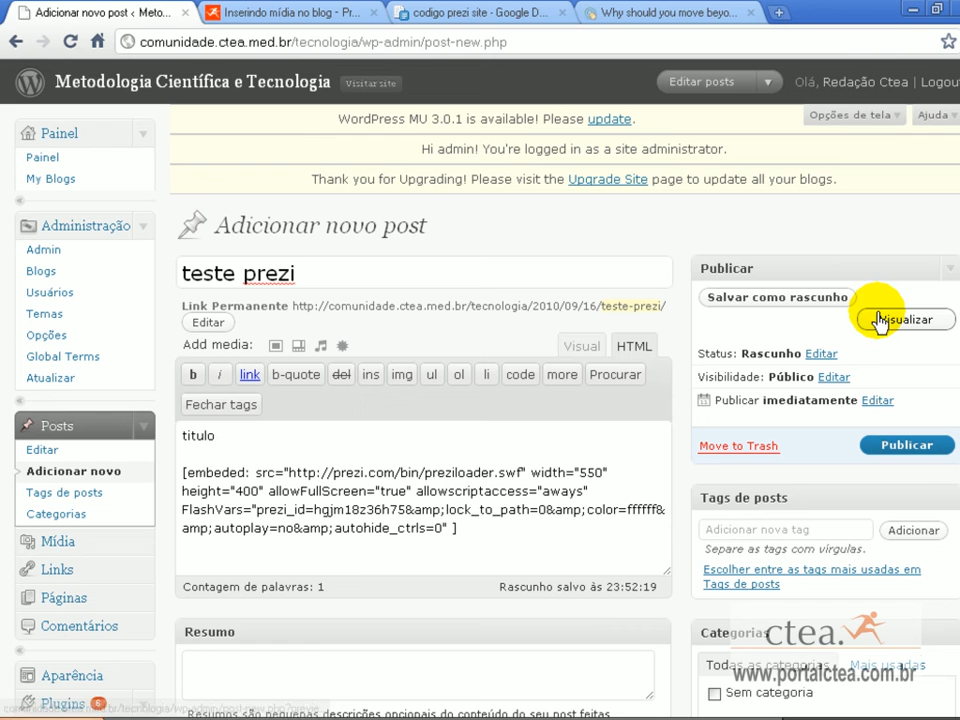 Adicionar novo post ‹ Meto...
Inserindo mídia no blog - Pr...
codigo prezi site - Google D...
Why should you move beyo...
comunidade.ctea.med.br/tecnologia/wp-admin/post-new.php
Metodologia Científica e Tecnologia
Visitar site
Editar posts
Olá, Redação Ctea | Logou
WordPress MU 3.0.1 is available! Please update.
Opções de tela
Ajuda
Hi admin! You're logged in as a site administrator.
Thank you for Upgrading! Please visit the Upgrade Site page to update all your blogs.
Painel
Painel
My Blogs
Administração
Admin
Blogs
Usuários
Temas
Opções
Global Terms
Atualizar
Posts
Editar
Adicionar novo
Tags de posts
Categorias
Mídia
Links
Páginas
Comentários
Aparência
Plugins 6
Adicionar novo post
teste prezi
Link Permanente http://comunidade.ctea.med.br/tecnologia/2010/09/16/teste-prezi/
Editar
Add media:
Visual
HTML
b
i
link
b-quote
del
ins
img
ul
ol
li
code
more
Procurar
Fechar tags
titulo
[embeded: src="http://prezi.com/bin/preziloader.swf" width="550"
height="400" allowFullScreen="true" allowscriptaccess="aways"
FlashVars="prezi_id=hgjm18z36h75&amp;lock_to_path=0&amp;color=ffffff&
amp;autoplay=no&amp;autohide_ctrls=0" ]
Contagem de palavras: 1
Rascunho salvo às 23:52:19
Resumo
Resumos são pequenas descrições opcionais do conteúdo do seu post feitas
Publicar
Salvar como rascunho
Visualizar
Status: Rascunho Editar
Visibilidade: Público Editar
Publicar imediatamente Editar
Move to Trash
Publicar
Tags de posts
Adicionar nova tag
Adicionar
Separe as tags com vírgulas.
Escolher entre as tags mais usadas em
Tags de posts
Categorias
Todas as categorias
Mais usadas
Sem categoria
ctea.
www.portalctea.com.br